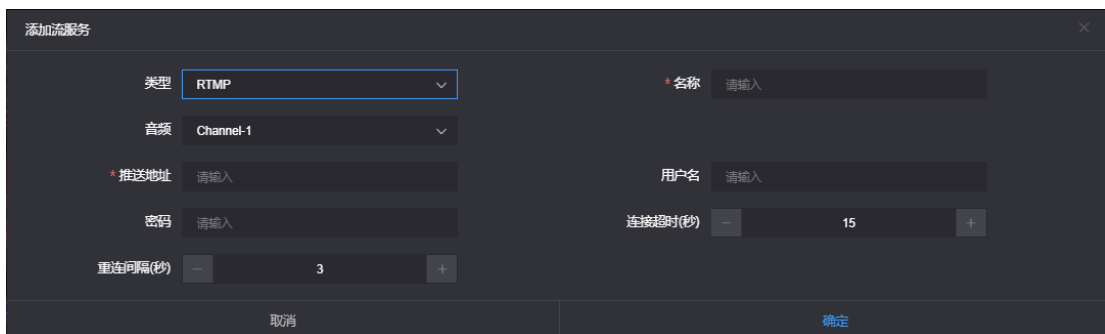 添加流服务
类型 RTMP * 名称 请输入
音频 Channel-1
* 推送地址 请输入 用户名 请输入
密码 请输入 连接超时(秒) − 15 +
重连间隔(秒) − 3 +
取消 确定